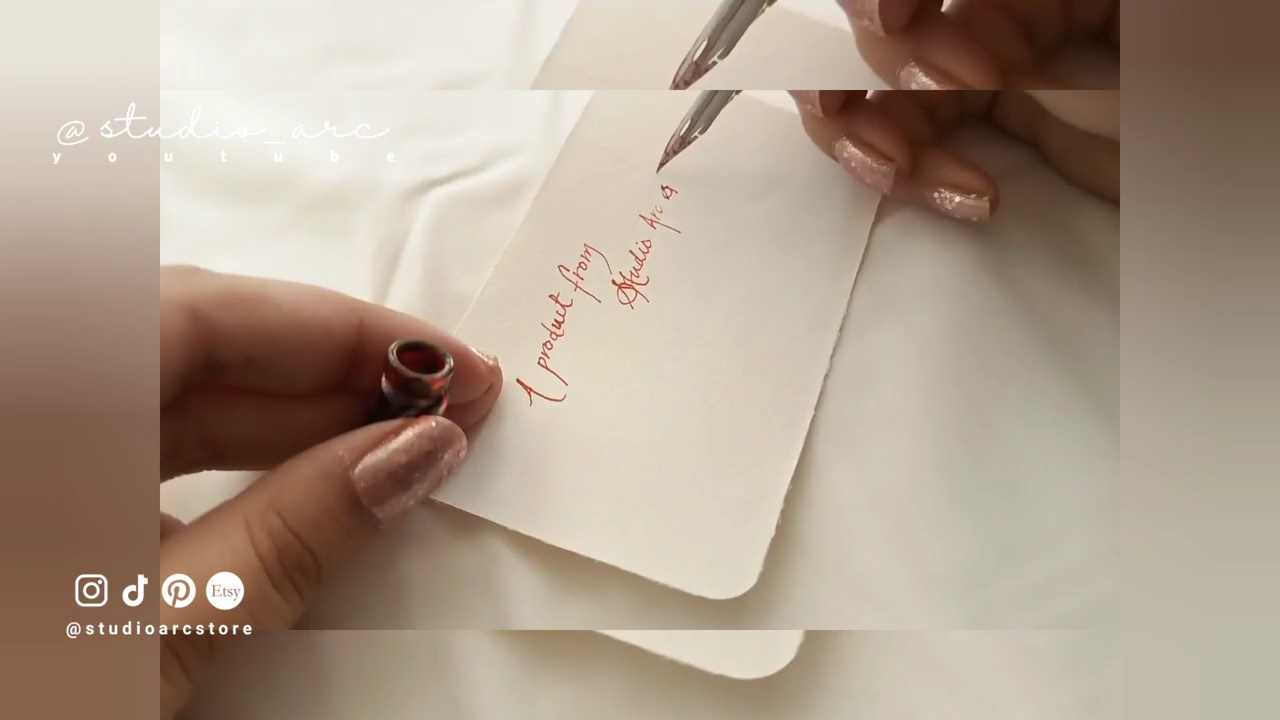 @studio_arc
youtube
A product from
Studio Arc
Etsy
@studioarcstore